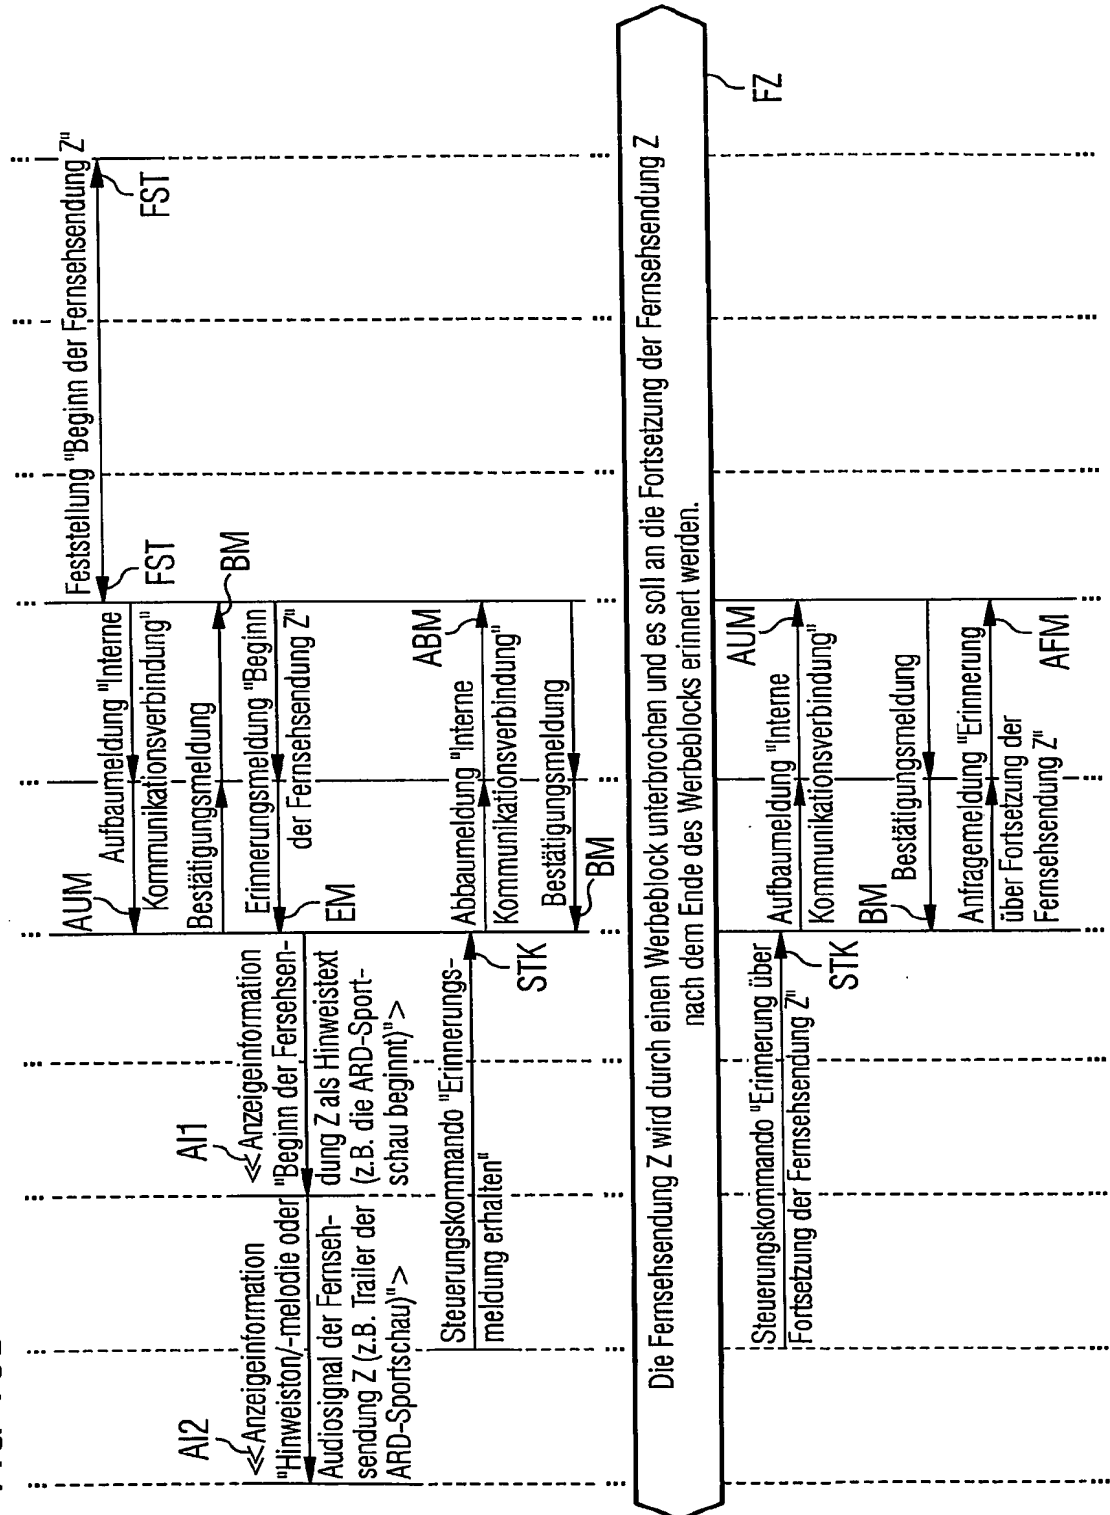 Feststellung "Beginn der Fernsehsendung Z"
FST
FST
AUM
Aufbaumeldung "Interne
Kommunikationsverbindung"
Bestätigungsmeldung
BM
Erinnerungsmeldung "Beginn
der Fernsehsendung Z"
EM
AI1
<<Anzeigeinformation
"Beginn der Fersehsen-
dung Z als Hinweistext
(z.B. die ARD-Sport-
schau beginnt)">
AI2
<<Anzeigeinformation
"Hinweiston/-melodie oder
Audiosignal der Fernseh-
sendung Z (z.B. Trailer der
ARD-Sportschau)">
Steuerungskommando "Erinnerungs-
meldung erhalten"
STK
Abbaumeldung "Interne
Kommunikationsverbindung"
ABM
Bestätigungsmeldung
BM
Die Fernsehsendung Z wird durch einen Werbeblock unterbrochen und es soll an die Fortsetzung der Fernsehsendung Z
nach dem Ende des Werbeblocks erinnert werden.
FZ
Steuerungskommando "Erinnerung über
Fortsetzung der Fernsehsendung Z"
STK
Aufbaumeldung "Interne
Kommunikationsverbindung"
AUM
Bestätigungsmeldung
BM
Anfragemeldung "Erinnerung
über Fortsetzung der
Fernsehsendung Z"
AFM